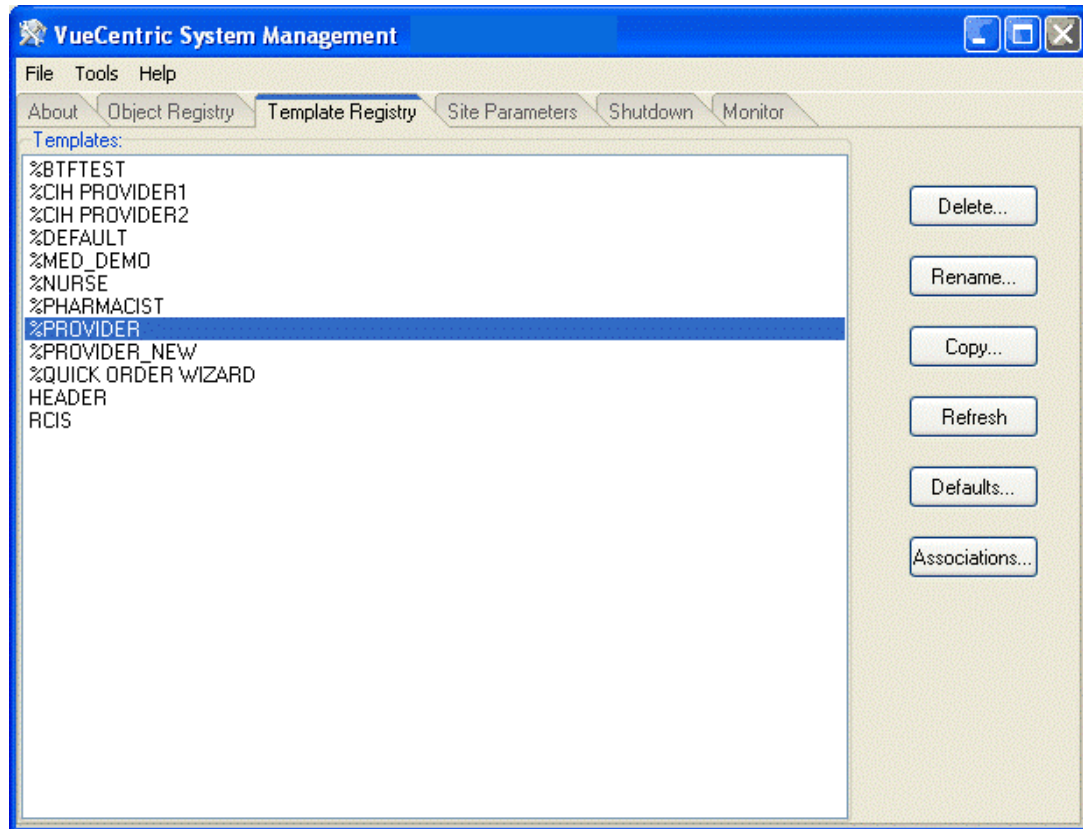 VueCentric System Management
File Tools Help
About Object Registry Template Registry Site Parameters Shutdown Monitor
Templates:
%BTFTEST
%CIH PROVIDER1
%CIH PROVIDER2
%DEFAULT
%MED_DEMO
%NURSE
%PHARMACIST
%PROVIDER
%PROVIDER_NEW
%QUICK ORDER WIZARD
HEADER
RCIS
Delete...
Rename...
Copy...
Refresh
Defaults...
Associations...